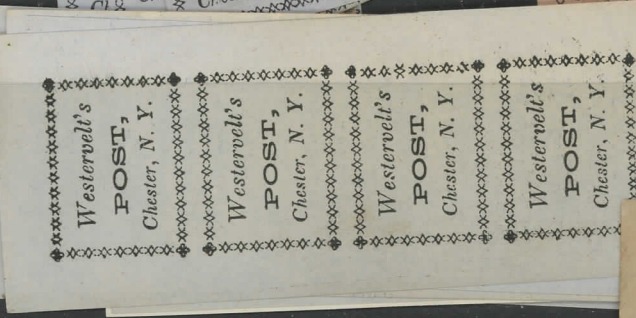 Westervelt's
POST,
Chester, N. Y.
Westervelt's
POST,
Chester, N. Y.
Westervelt's
POST,
Chester, N. Y.
Westervelt's
POST,
Chester, N. Y.